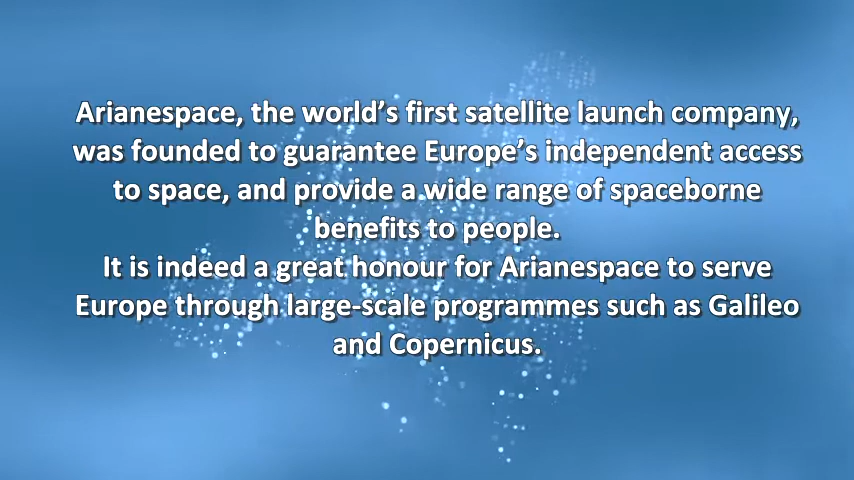 Arianespace, the world’s first satellite launch company,
was founded to guarantee Europe’s independent access
to space, and provide a wide range of spaceborne
benefits to people.
It is indeed a great honour for Arianespace to serve
Europe through large-scale programmes such as Galileo
and Copernicus.